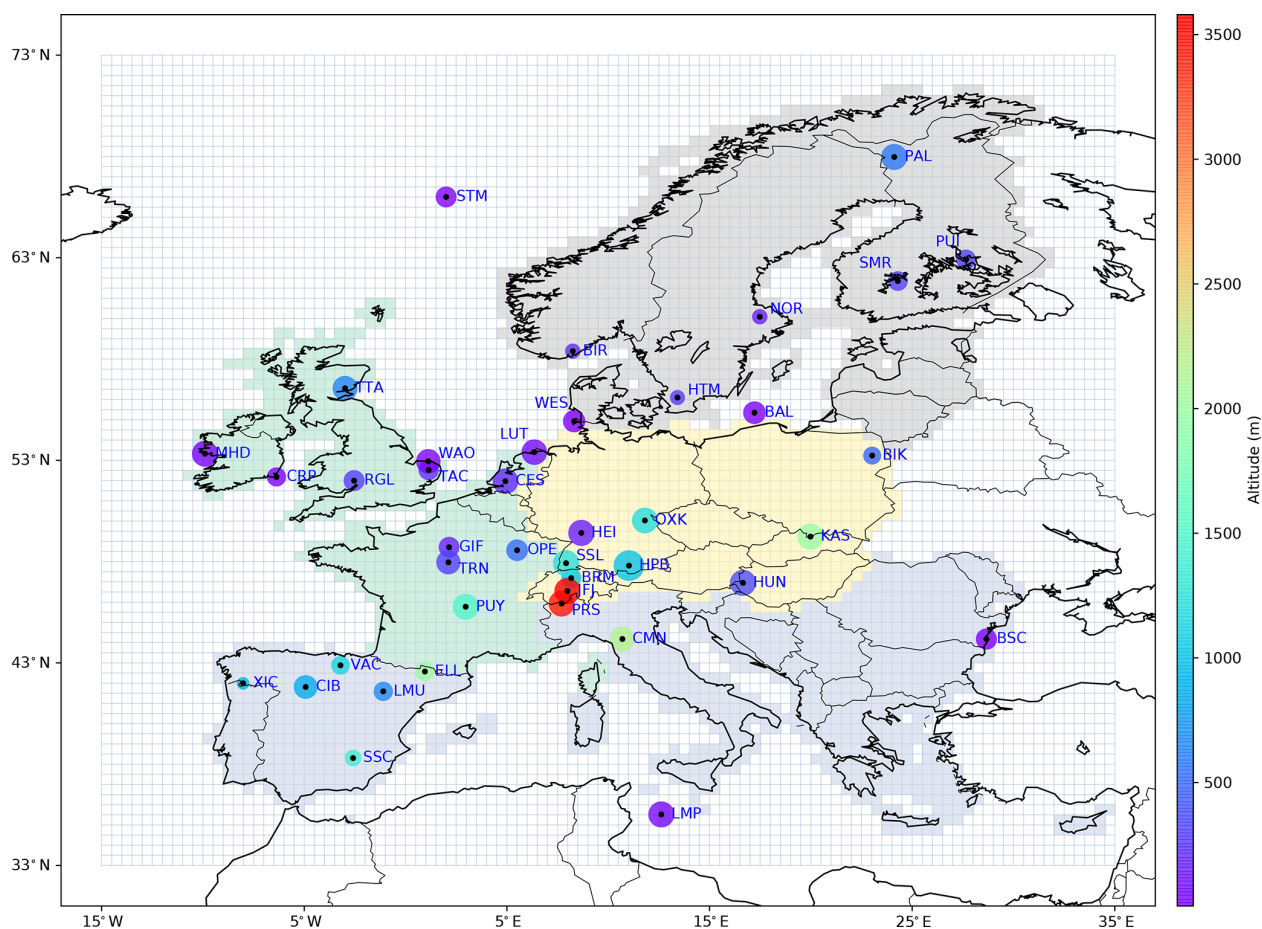 73°N
63°N
53°N
43°N
33°N
15°W
5°W
5°E
15°E
25°E
35°E
3500
3000
2500
2000
1500
1000
500
Altitude (m)
PAL
STM
PUI
SMR
NOR
BIR
TTA
HTM
WES
BAL
LUT
WAO
MHD
BIK
CRP
RGL
TAC
CES
OXK
HEI
KAS
GIF
OPE
SSL
TRN
HPB
BRM
HUN
JFJ
PUY
PRS
CMN
BSC
VAC
ELL
XIC
CIB
LMU
SSC
LMP